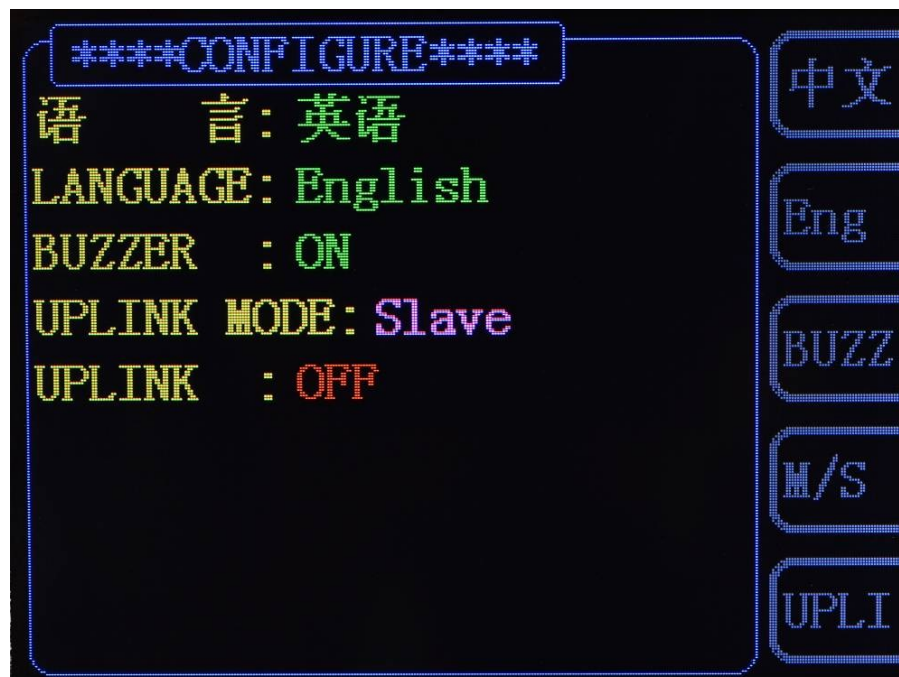 ****CONFIGURE****
语 言: 英语
LANGUAGE: English
BUZZER : ON
UPLINK MODE: Slave
UPLINK : OFF
中文
Eng
BUZZ
M/S
UPLI